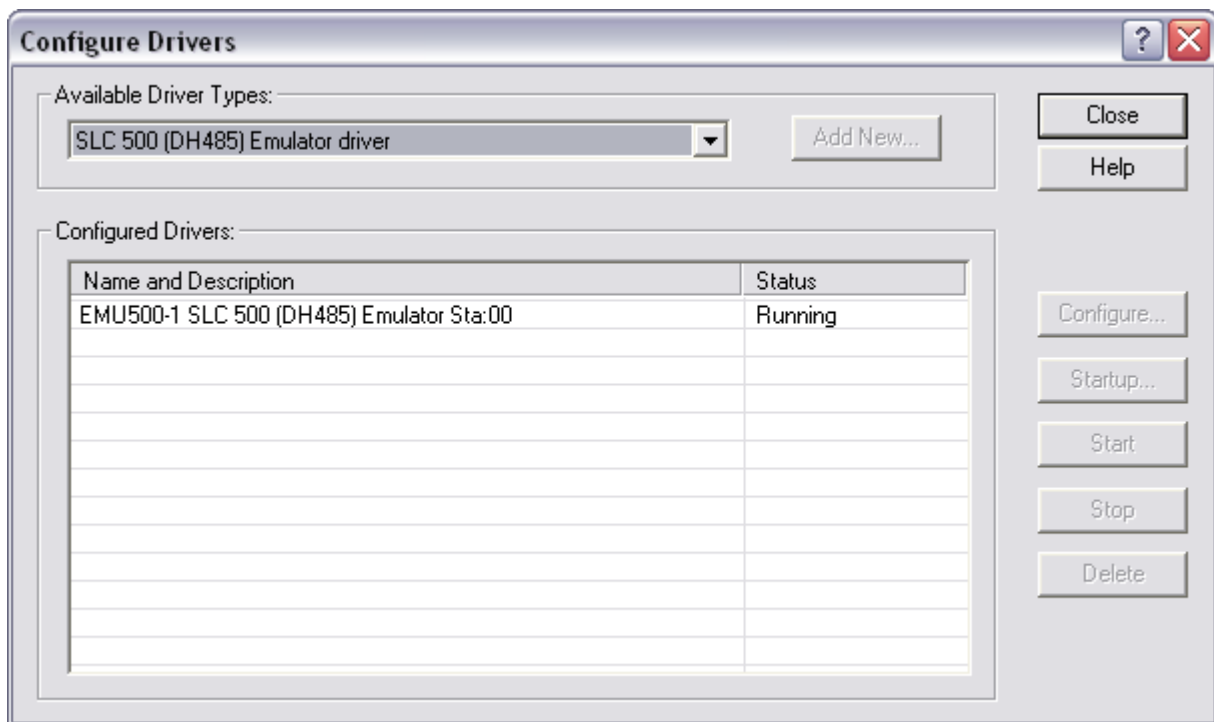 Configure Drivers
?
Available Driver Types:
SLC 500 (DH485) Emulator driver
Add New...
Close
Help
Configured Drivers:
Name and Description Status
EMU500-1 SLC 500 (DH485) Emulator Sta:00 Running
Configure...
Startup...
Start
Stop
Delete